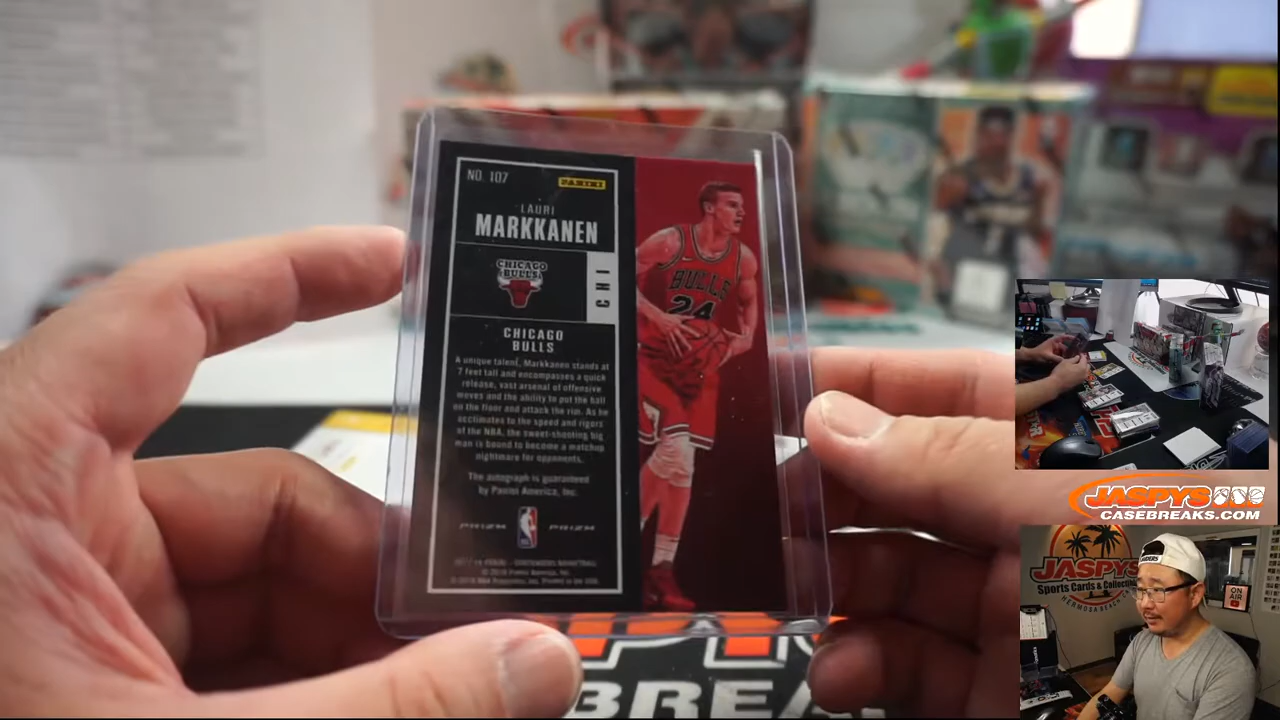 NO. 107
PANINI
LAURI
MARKKANEN
CHICAGO
BULLS
CHI
CHICAGO
BULLS
A unique talent, Markkanen stands at
7 feet tall and encompasses a quick
release, vast arsenal of offensive
moves and the ability to put the ball
on the floor and attack the rim. As he
acclimates to the speed and rigors
of the NBA, the sweet-shooting big
man is bound to become a matchup
nightmare for opponents.
The autograph is guaranteed
by Panini America, Inc.
PRIZM
PRIZM
BULLS
24
BREA
JASPYS
CASEBREAKS.COM
JASPYS
Sports Cards & Collectib
HERMOSA BEACH
ON
AIR